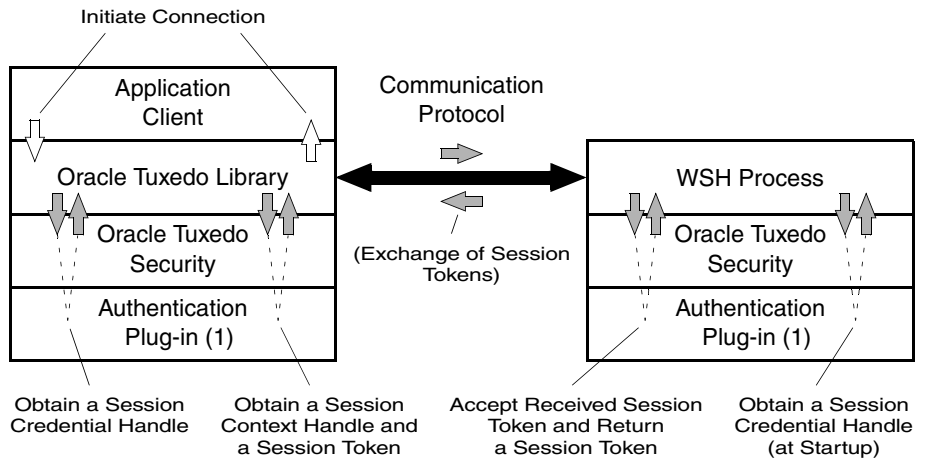 Initiate Connection
Application
Client
Communication
Protocol
Oracle Tuxedo Library
WSH Process
Oracle Tuxedo
Security
(Exchange of Session
Tokens)
Oracle Tuxedo
Security
Authentication
Plug-in (1)
Authentication
Plug-in (1)
Obtain a Session
Credential Handle
Obtain a Session
Context Handle and
a Session Token
Accept Received Session
Token and Return
a Session Token
Obtain a Session
Credential Handle
(at Startup)